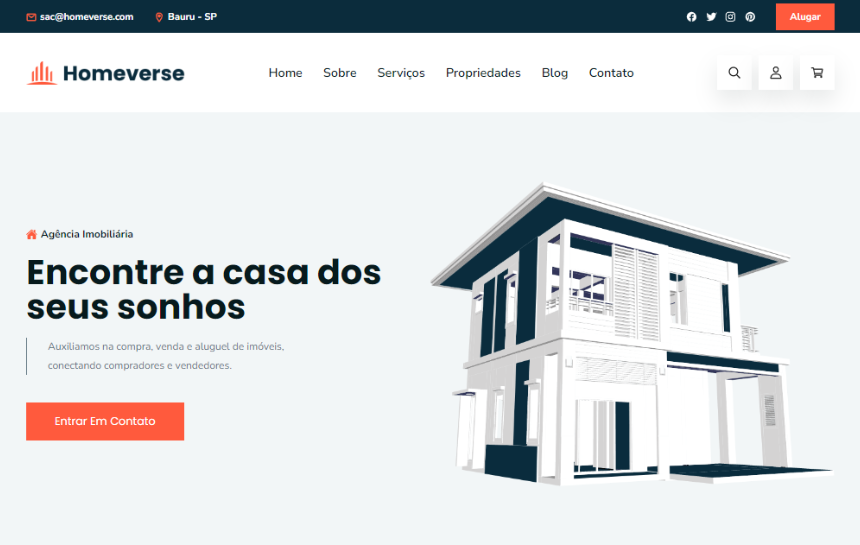 sac@homeverse.com
Bauru - SP
Alugar
Homeverse
Home
Sobre
Serviços
Propriedades
Blog
Contato
Agência Imobiliária
Encontre a casa dos
seus sonhos
Auxiliamos na compra, venda e aluguel de imóveis,
conectando compradores e vendedores.
Entrar Em Contato